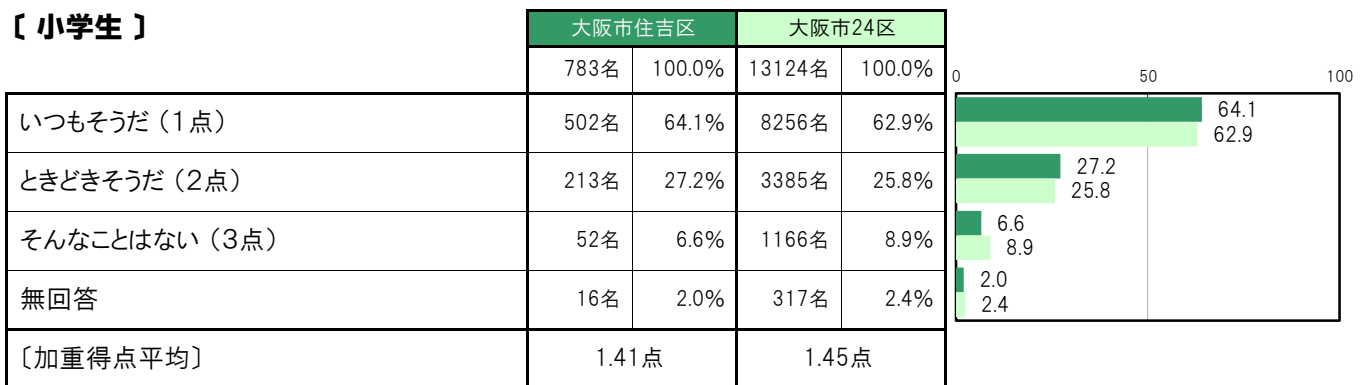 〔 小学生 〕
大阪市住吉区 大阪市24区
783名 100.0% 13124名 100.0% 0 50 100
いつもそうだ（1点） 502名 64.1% 8256名 62.9% 64.1
62.9
ときどきそうだ（2点） 213名 27.2% 3385名 25.8% 27.2
25.8
そんなことはない（3点） 52名 6.6% 1166名 8.9% 6.6
8.9
無回答 16名 2.0% 317名 2.4% 2.0
2.4
〔加重得点平均〕 1.41点 1.45点